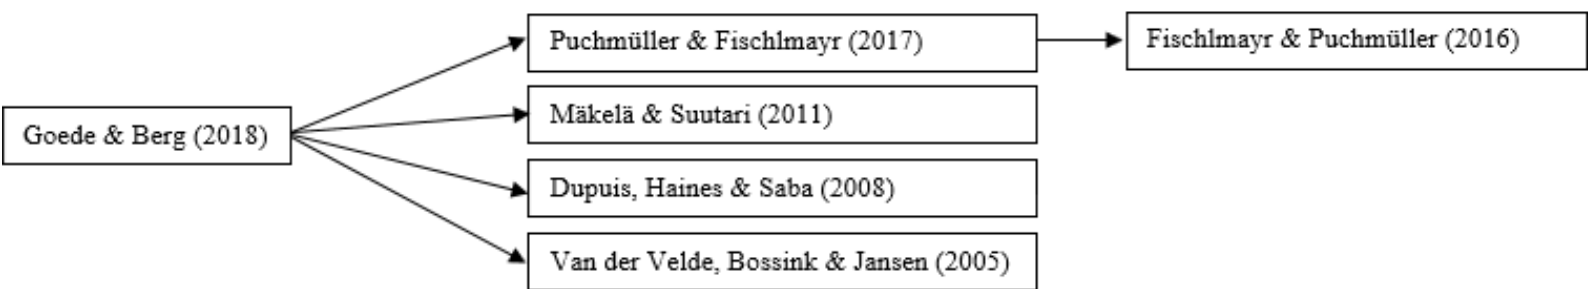 Puchmüller & Fischlmayr (2017)
Fischlmayr & Puchmüller (2016)
Mäkelä & Suutari (2011)
Goede & Berg (2018)
Dupuis, Haines & Saba (2008)
Van der Velde, Bossink & Jansen (2005)